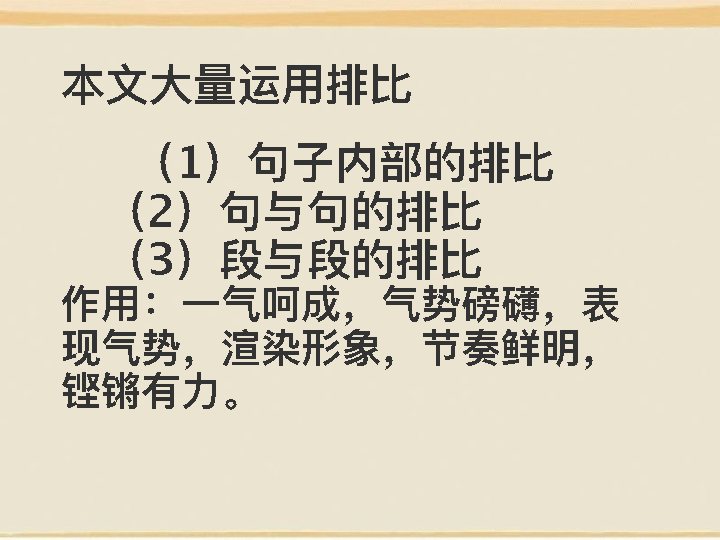 本文大量运用排比
（1）句子内部的排比
（2）句与句的排比
（3）段与段的排比
作用：一气呵成，气势磅礴，表
现气势，渲染形象，节奏鲜明，
铿锵有力。